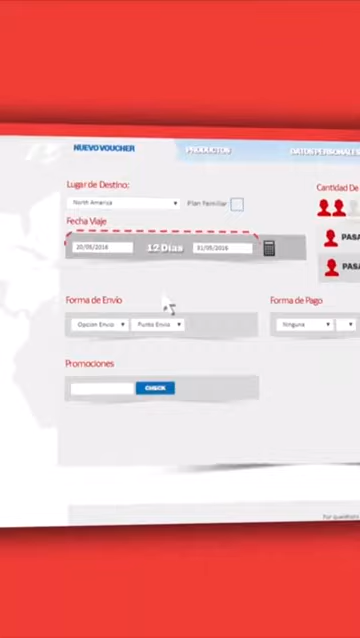 NUEVO VOUCHER
PRODUCTOS
DATOS PERSONALES
Lugar de Destino:
North America
Plan Familiar
Cantidad De
Fecha Viaje
20/05/2016
12 Dias
31/05/2016
PASA
PASA
Forma de Envío
Forma de Pago
Opcion Envio
Punto Envio
Ninguna
Promociones
CHECK